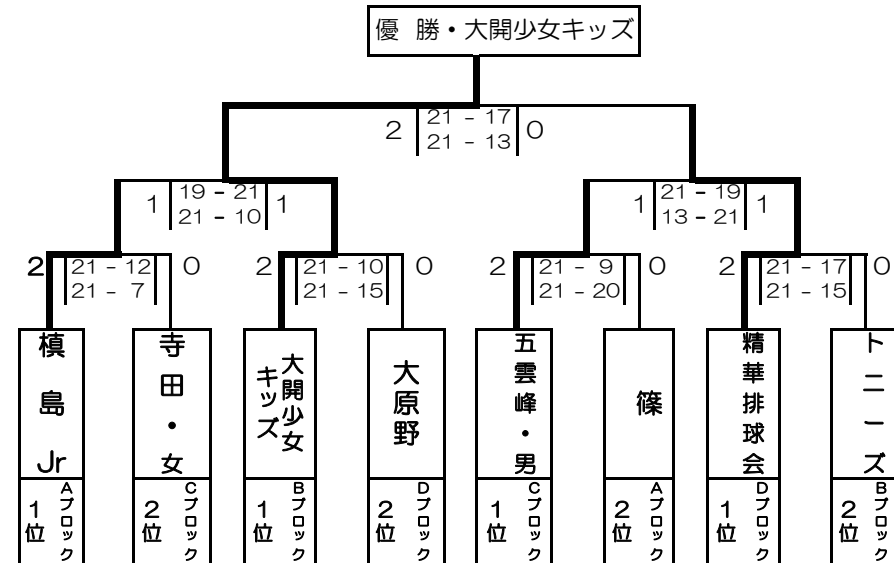 優 勝・大開少女キッズ
2 21 - 17 0
21 - 13
1 19 - 21 1
21 - 10
1 21 - 19 1
13 - 21
2 21 - 12 0
21 - 7
2 21 - 10 0
21 - 15
2 21 - 9 0
21 - 20
2 21 - 17 0
21 - 15
槙島Jr
寺田・女
大開少女
キッズ
大原野
五雲峰・男
篠
精華排球会
トニーズ
Aブロック
1位
Cブロック
2位
Bブロック
1位
Dブロック
2位
Cブロック
1位
Aブロック
2位
Dブロック
1位
Bブロック
2位